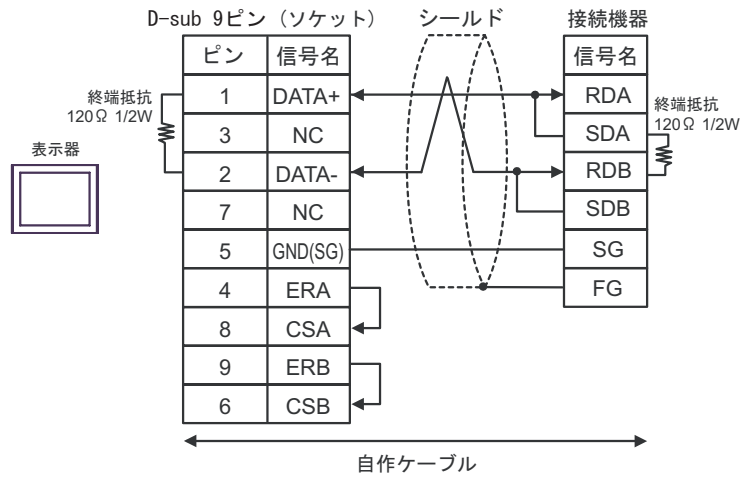 D-sub 9ピン（ソケット）
シールド
接続機器
ピン 信号名
信号名
1 DATA+
RDA
終端抵抗
120Ω 1/2W
終端抵抗
120Ω 1/2W
3 NC
SDA
表示器
2 DATA-
RDB
7 NC
SDB
5 GND(SG)
SG
4 ERA
FG
8 CSA
9 ERB
6 CSB
自作ケーブル